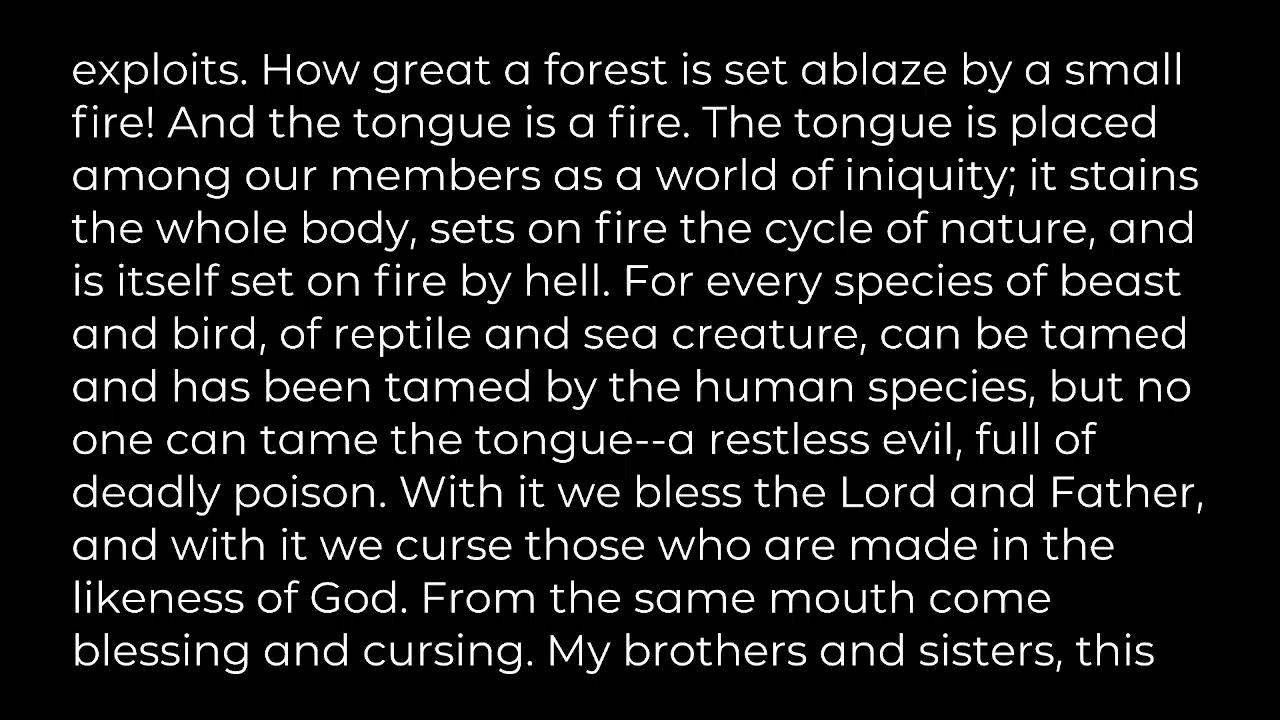 exploits. How great a forest is set ablaze by a small
fire! And the tongue is a fire. The tongue is placed
among our members as a world of iniquity; it stains
the whole body, sets on fire the cycle of nature, and
is itself set on fire by hell. For every species of beast
and bird, of reptile and sea creature, can be tamed
and has been tamed by the human species, but no
one can tame the tongue--a restless evil, full of
deadly poison. With it we bless the Lord and Father,
and with it we curse those who are made in the
likeness of God. From the same mouth come
blessing and cursing. My brothers and sisters, this